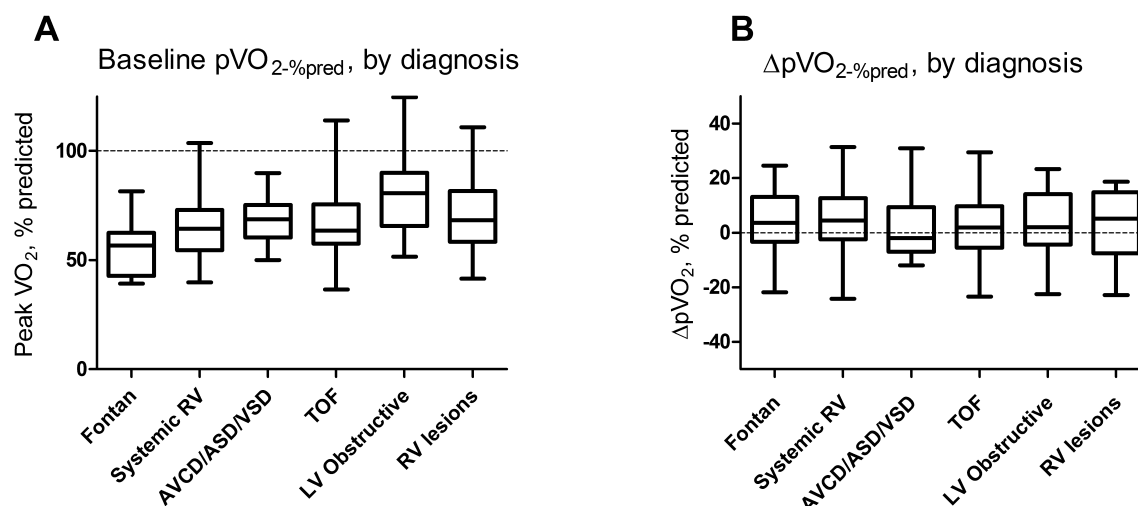 A
Baseline pVO2-%pred, by diagnosis
Peak VO2, % predicted
100
50
0
Fontan
Systemic RV
AVCD/ASD/VSD
TOF
LV Obstructive
RV lesions
B
ΔpVO2-%pred, by diagnosis
ΔpVO2, % predicted
40
20
0
-20
-40
Fontan
Systemic RV
AVCD/ASD/VSD
TOF
LV Obstructive
RV lesions